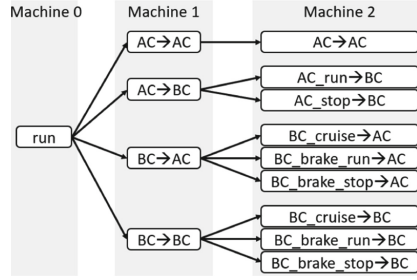 Machine 0
Machine 1
Machine 2
run
AC→AC
AC→BC
BC→AC
BC→BC
AC→AC
AC_run→BC
AC_stop→BC
BC_cruise→AC
BC_brake_run→AC
BC_brake_stop→AC
BC_cruise→BC
BC_brake_run→BC
BC_brake_stop→BC